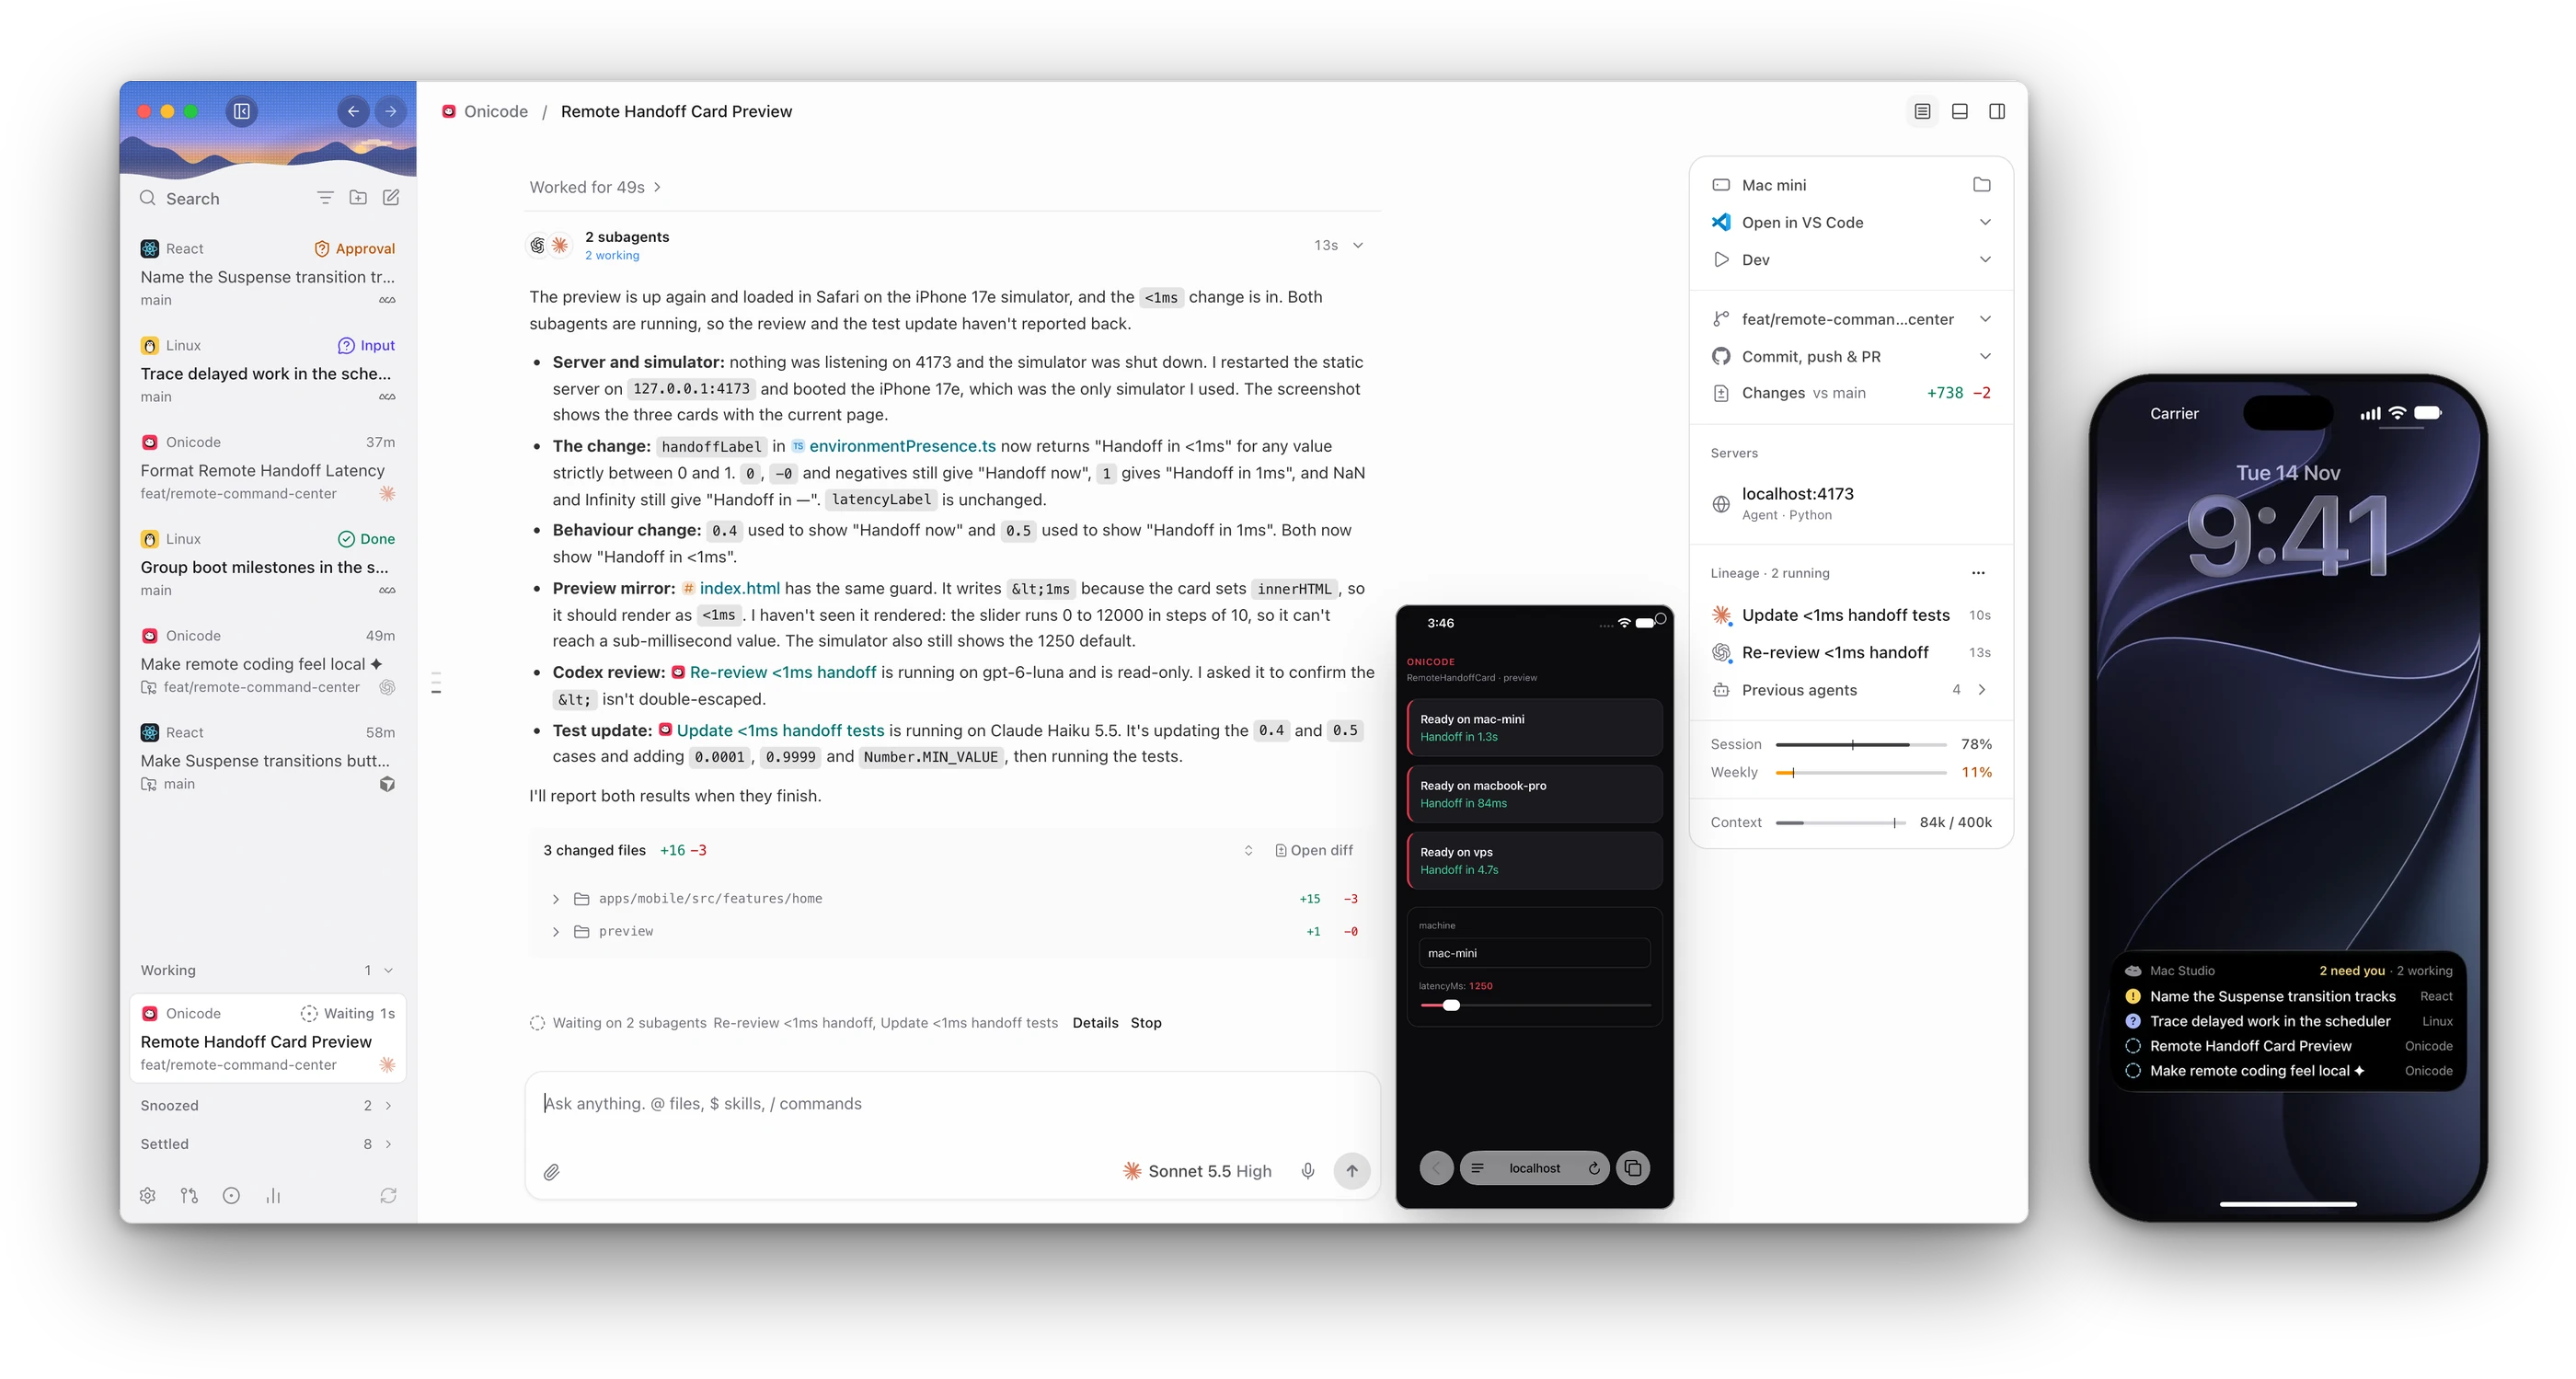 Search
React Approval
Name the Suspense transition tr...
main
Linux Input
Trace delayed work in the sche...
main
Onicode 37m
Format Remote Handoff Latency
feat/remote-command-center
Linux Done
Group boot milestones in the s...
main
Onicode 49m
Make remote coding feel local ✦
feat/remote-command-center
React 58m
Make Suspense transitions butt...
main
Working 1
Onicode Waiting 1s
Remote Handoff Card Preview
feat/remote-command-center
Snoozed 2
Settled 8
Onicode / Remote Handoff Card Preview
Worked for 49s
2 subagents
2 working
13s
The preview is up again and loaded in Safari on the iPhone 17e simulator, and the <1ms change is in. Both
subagents are running, so the review and the test update haven't reported back.
• Server and simulator: nothing was listening on 4173 and the simulator was shut down. I restarted the static
server on 127.0.0.1:4173 and booted the iPhone 17e, which was the only simulator I used. The screenshot
shows the three cards with the current page.
• The change: handoffLabel in TS environmentPresence.ts now returns "Handoff in <1ms" for any value
strictly between 0 and 1. 0, -0 and negatives still give "Handoff now", 1 gives "Handoff in 1ms", and NaN
and Infinity still give "Handoff in —". latencyLabel is unchanged.
• Behaviour change: 0.4 used to show "Handoff now" and 0.5 used to show "Handoff in 1ms". Both now
show "Handoff in <1ms".
• Preview mirror: # index.html has the same guard. It writes &lt;1ms because the card sets innerHTML, so
it should render as <1ms. I haven't seen it rendered: the slider runs 0 to 12000 in steps of 10, so it can't
reach a sub-millisecond value. The simulator also still shows the 1250 default.
• Codex review: Re-review <1ms handoff is running on gpt-6-luna and is read-only. I asked it to confirm the
&lt; isn't double-escaped.
• Test update: Update <1ms handoff tests is running on Claude Haiku 5.5. It's updating the 0.4 and 0.5
cases and adding 0.0001, 0.9999 and Number.MIN_VALUE, then running the tests.
I'll report both results when they finish.
3 changed files +16 −3
Open diff
apps/mobile/src/features/home +15 −3
preview +1 −0
Waiting on 2 subagents Re-review <1ms handoff, Update <1ms handoff tests Details Stop
Ask anything. @ files, $ skills, / commands
Sonnet 5.5 High
3:46
ONICODE
RemoteHandoffCard · preview
Ready on mac-mini
Handoff in 1.3s
Ready on macbook-pro
Handoff in 84ms
Ready on vps
Handoff in 4.7s
machine
mac-mini
latencyMs: 1250
localhost
Mac mini
Open in VS Code
Dev
feat/remote-comman...center
Commit, push & PR
Changes vs main +738 −2
Servers
localhost:4173
Agent · Python
Lineage · 2 running
Update <1ms handoff tests 10s
Re-review <1ms handoff 13s
Previous agents 4
Session 78%
Weekly 11%
Context 84k / 400k
Carrier
Tue 14 Nov
9:41
Mac Studio 2 need you · 2 working
Name the Suspense transition tracks React
Trace delayed work in the scheduler Linux
Remote Handoff Card Preview Onicode
Make remote coding feel local ✦ Onicode